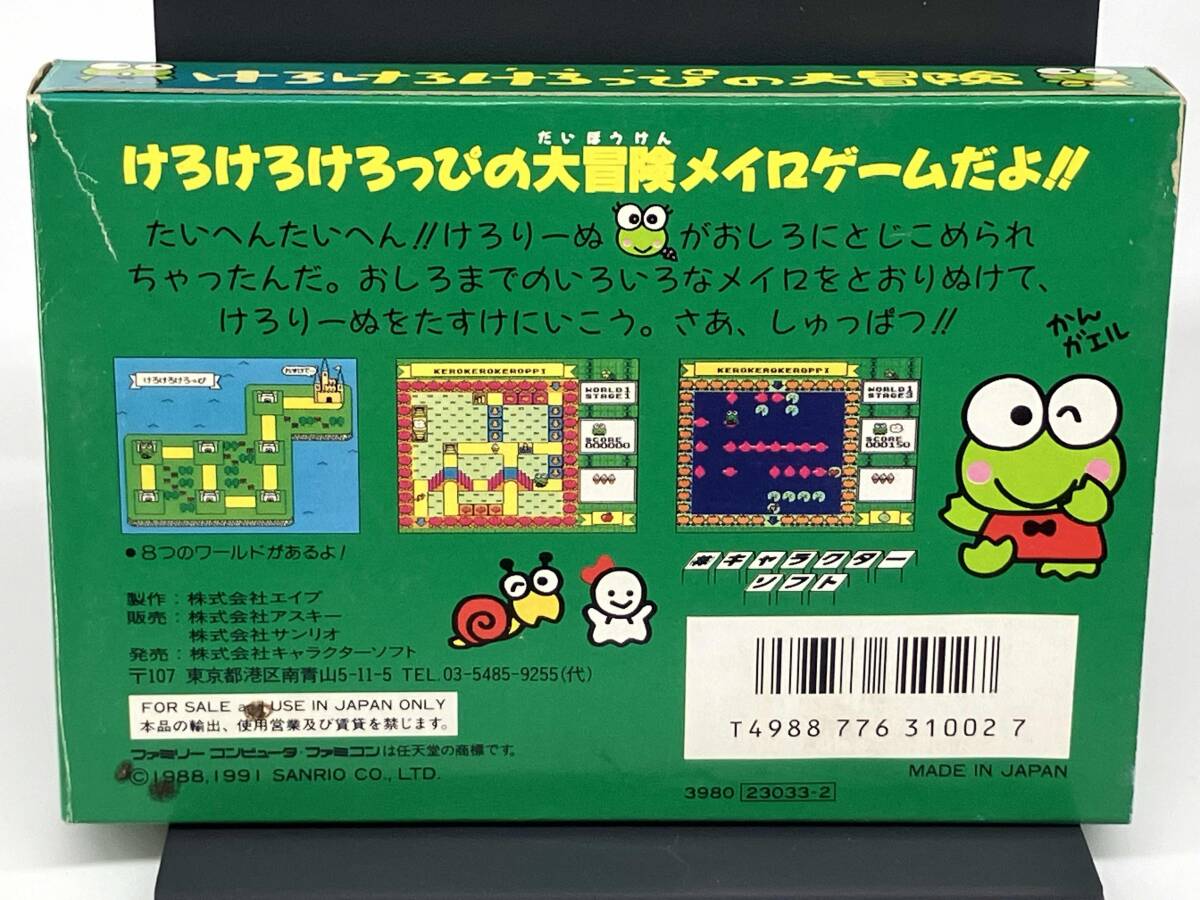 けろけろけろっぴの大冒険
だいぼうけん
けろけろけろっぴの大冒険メイロゲームだよ!!
たいへんたいへん!!けろりーぬがおしろにとじこめられ
ちゃったんだ。おしろまでのいろいろなメイロをとおりぬけて、
けろりーぬをたすけにいこう。さあ、しゅっぱつ!!
かん
ガエル
けろけろけろっぴ
KEROKEROKEROPPI
WORLD 1
STAGE 1
SCORE
000000
KEROKEROKEROPPI
WORLD 1
STAGE 3
SCORE
000150
●8つのワールドがあるよ!
㈱キャラクター
ソフト
製作:株式会社エイプ
販売:株式会社アスキー
株式会社サンリオ
発売:株式会社キャラクターソフト
〒107 東京都港区南青山5-11-5 TEL.03-5485-9255(代)
FOR SALE and USE IN JAPAN ONLY
本品の輸出、使用営業及び賃貸を禁じます。
ファミリーコンピュータ・ファミコンは任天堂の商標です。
©1988,1991 SANRIO CO., LTD.
T4988 776 31002 7
MADE IN JAPAN
3980 23033-2